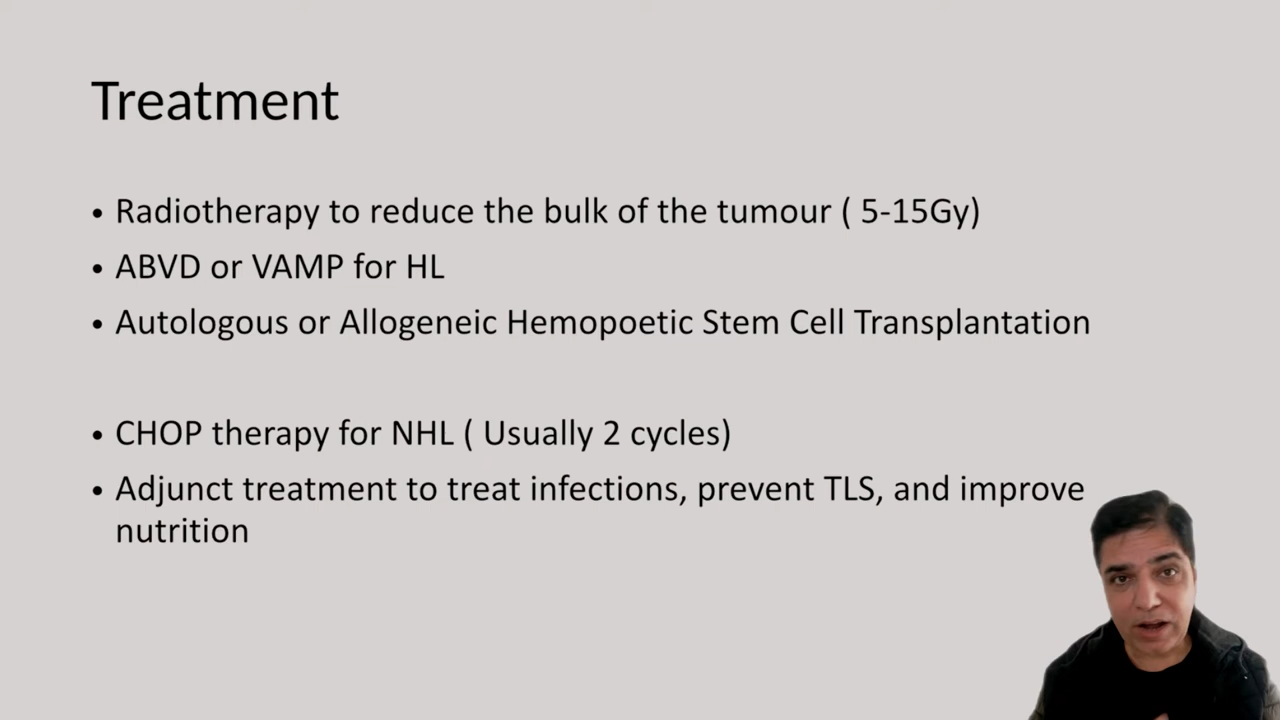 Treatment
• Radiotherapy to reduce the bulk of the tumour ( 5-15Gy)
• ABVD or VAMP for HL
• Autologous or Allogeneic Hemopoetic Stem Cell Transplantation
• CHOP therapy for NHL ( Usually 2 cycles)
• Adjunct treatment to treat infections, prevent TLS, and improve
nutrition